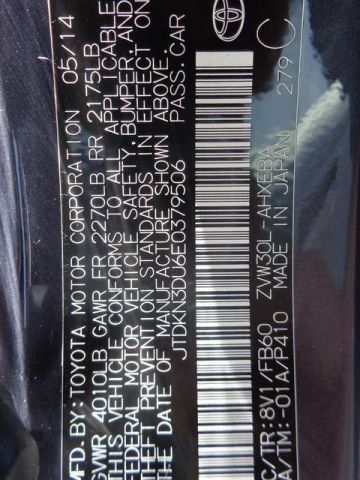 MFD. BY: TOYOTA MOTOR CORPORATION 05/14
GVWR 4010LB GAWR FR 2270LB RR 2175LB
THIS VEHICLE CONFORMS TO ALL APPLICABLE
FEDERAL MOTOR VEHICLE SAFETY, BUMPER, AND
THEFT PREVENTION STANDARDS IN EFFECT ON
THE DATE OF MANUFACTURE SHOWN ABOVE.
JTDKN3DU6E0379506 PASS.CAR
C/TR:8V1/FB60 ZVW30L-AHXEBA
A/TM:-01A/P410 MADE IN JAPAN 279 C